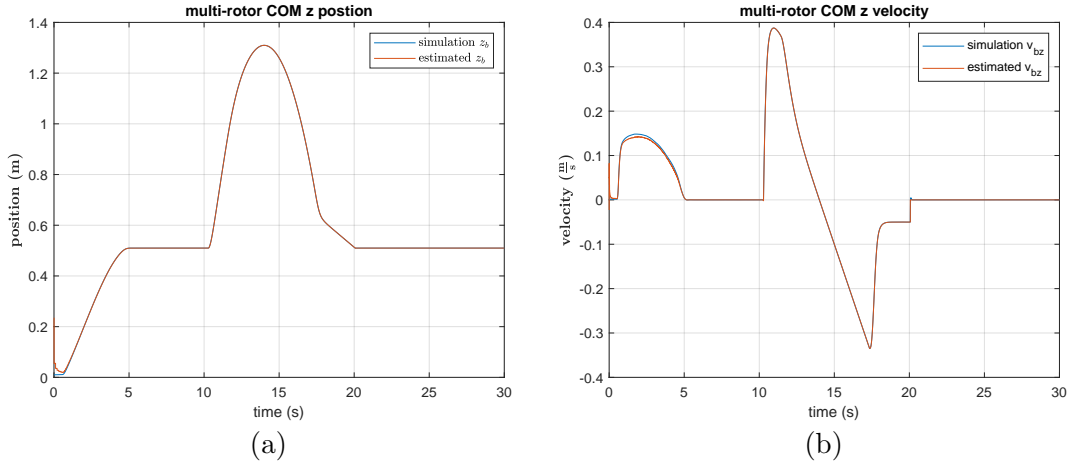 multi-rotor COM z postion
simulation z_b
estimated z_b
1.4
1.2
1
0.8
0.6
0.4
0.2
0
position (m)
0 5 10 15 20 25 30
time (s)
(a)
multi-rotor COM z velocity
simulation v_bz
estimated v_bz
0.4
0.3
0.2
0.1
0
-0.1
-0.2
-0.3
-0.4
velocity (m/s)
0 5 10 15 20 25 30
time (s)
(b)